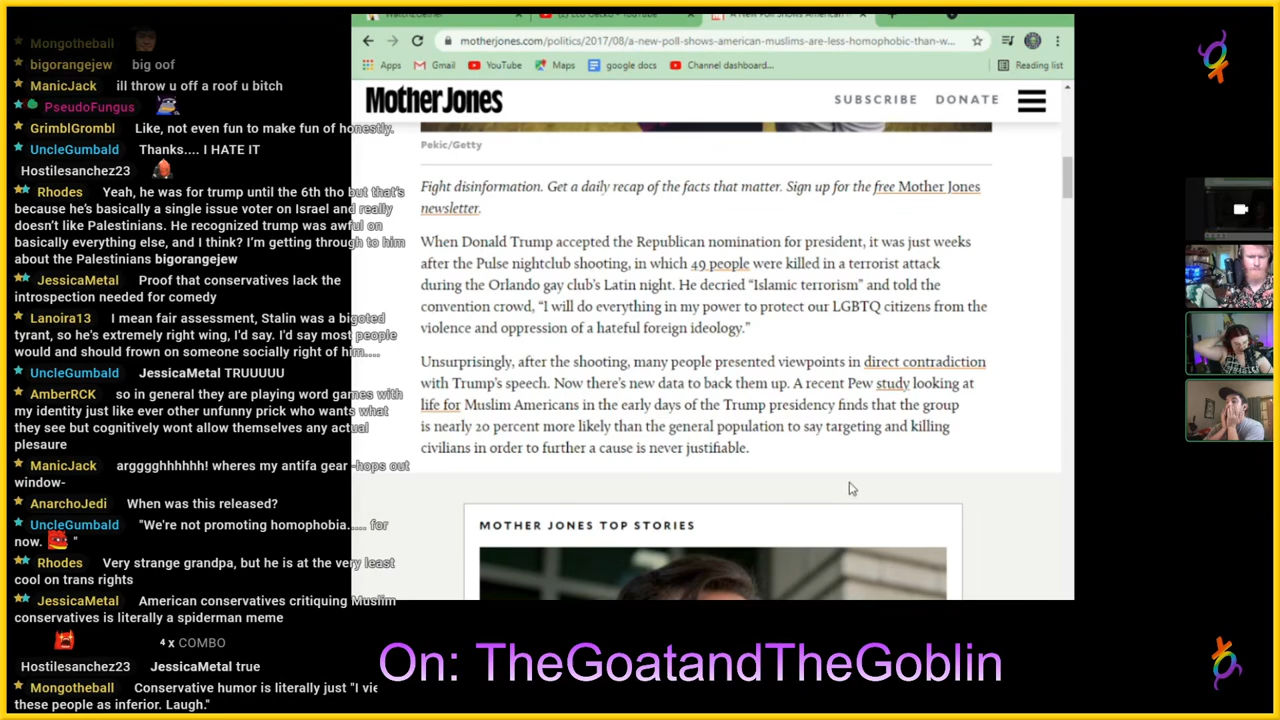 Mongotheball
bigorangejew big oof
ManicJack ill throw u off a roof u bitch
PseudoFungus
GrimblGrombl Like, not even fun to make fun of honestly.
UncleGumbald Thanks.... I HATE IT
Hostilesanchez23
Rhodes Yeah, he was for trump until the 6th tho but that's
because he's basically a single issue voter on Israel and really
doesn't like Palestinians. He recognized trump was awful on
basically everything else, and I think? I'm getting through to him
about the Palestinians bigorangejew
JessicaMetal Proof that conservatives lack the
introspection needed for comedy
Lanoira13 I mean fair assessment, Stalin was a bigoted
tyrant, so he's extremely right wing, I'd say. I'd say most people
would and should frown on someone socially right of him....
UncleGumbald JessicaMetal TRUUUUU
AmberRCK so in general they are playing word games with
my identity just like ever other unfunny prick who wants what
they see but cognitively wont allow themselves any actual
plesaure
ManicJack argggghhhhhh! wheres my antifa gear -hops out
window-
AnarchoJedi When was this released?
UncleGumbald "We're not promoting homophobia..... for
now. "
Rhodes Very strange grandpa, but he is at the very least
cool on trans rights
JessicaMetal American conservatives critiquing Muslim
conservatives is literally a spiderman meme
4 x COMBO
Hostilesanchez23 JessicaMetal true
Mongotheball Conservative humor is literally just "I vie
these people as inferior. Laugh."
motherjones.com/politics/2017/08/a-new-poll-shows-american-muslims-are-less-homophobic-than-w...
Apps Gmail YouTube Maps google docs Channel dashboard... Reading list
Mother Jones SUBSCRIBE DONATE
Pekic/Getty
Fight disinformation. Get a daily recap of the facts that matter. Sign up for the free Mother Jones
newsletter.
When Donald Trump accepted the Republican nomination for president, it was just weeks
after the Pulse nightclub shooting, in which 49 people were killed in a terrorist attack
during the Orlando gay club's Latin night. He decried “Islamic terrorism” and told the
convention crowd, “I will do everything in my power to protect our LGBTQ citizens from the
violence and oppression of a hateful foreign ideology.”
Unsurprisingly, after the shooting, many people presented viewpoints in direct contradiction
with Trump's speech. Now there's new data to back them up. A recent Pew study looking at
life for Muslim Americans in the early days of the Trump presidency finds that the group
is nearly 20 percent more likely than the general population to say targeting and killing
civilians in order to further a cause is never justifiable.
MOTHER JONES TOP STORIES
On: TheGoatandTheGoblin